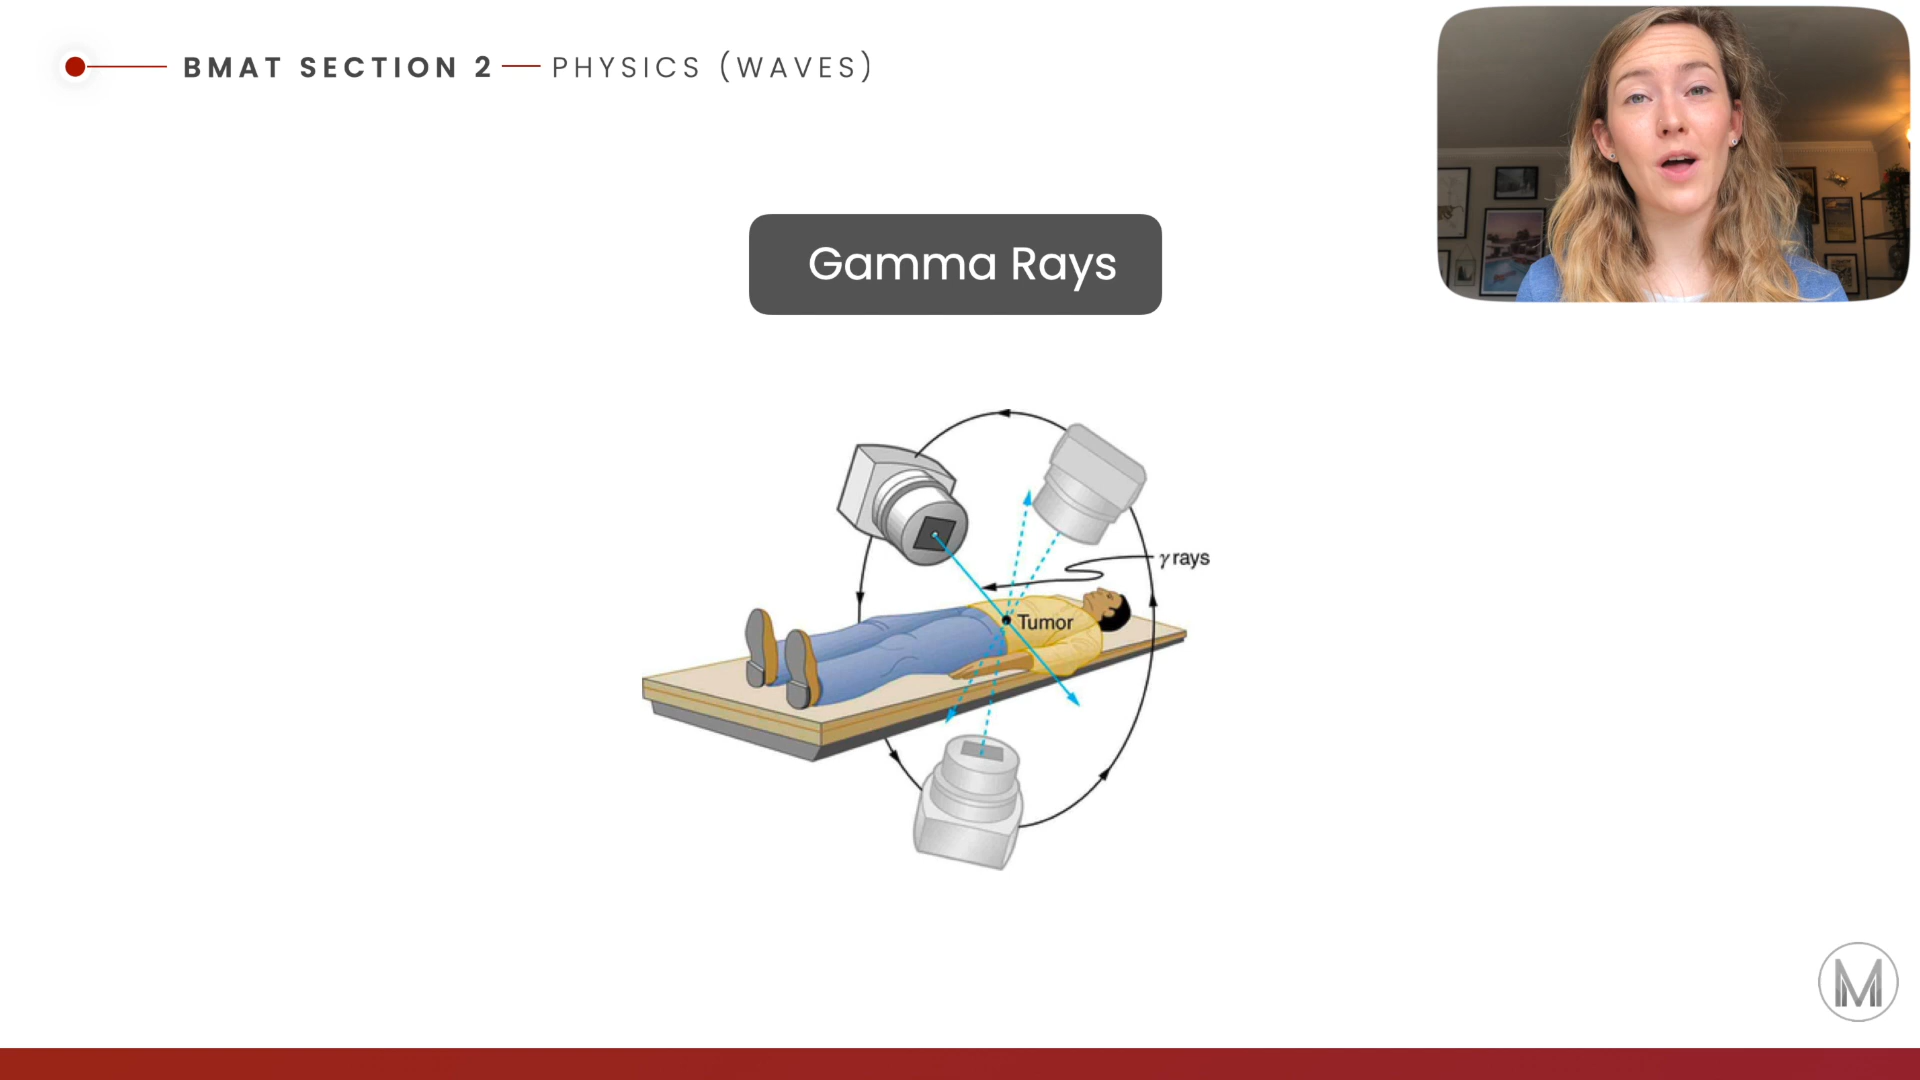 BMAT SECTION 2 — PHYSICS (WAVES)
Gamma Rays
γ rays
Tumor
M